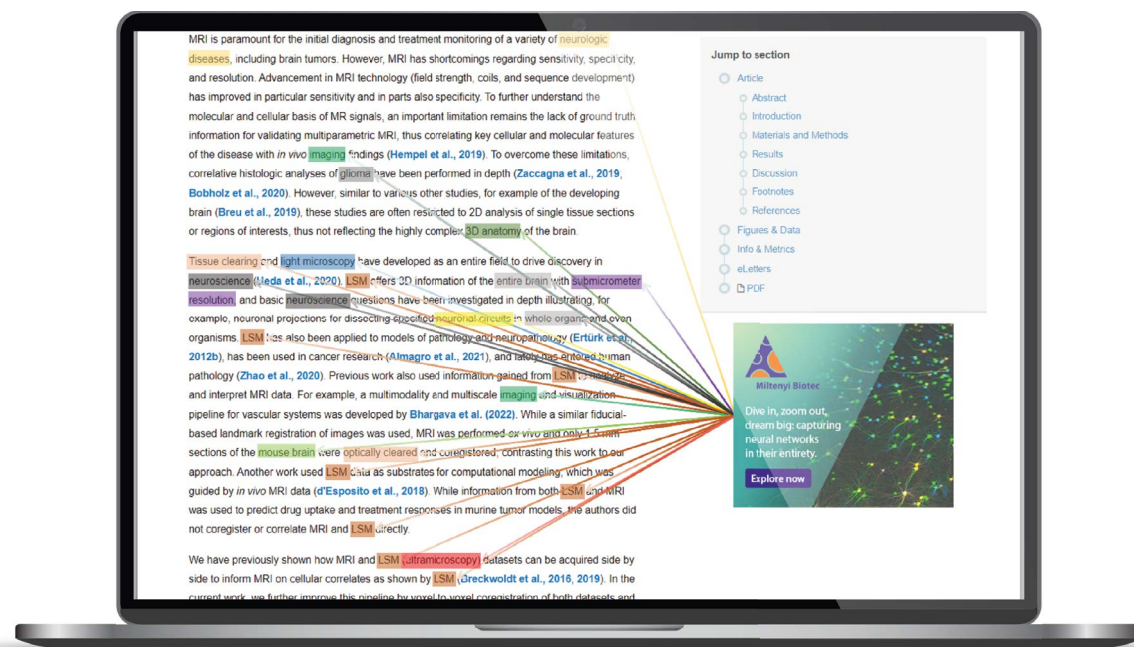 MRI is paramount for the initial diagnosis and treatment monitoring of a variety of neurologic
diseases, including brain tumors. However, MRI has shortcomings regarding sensitivity, specificity,
and resolution. Advancement in MRI technology (field strength, coils, and sequence development)
has improved in particular sensitivity and in parts also specificity. To further understand the
molecular and cellular basis of MR signals, an important limitation remains the lack of ground truth
information for validating multiparametric MRI, thus correlating key cellular and molecular features
of the disease with in vivo imaging findings (Hempel et al., 2019). To overcome these limitations,
correlative histologic analyses of glioma have been performed in depth (Zaccagna et al., 2019;
Bobholz et al., 2020). However, similar to various other studies, for example of the developing
brain (Breu et al., 2019), these studies are often restricted to 2D analysis of single tissue sections
or regions of interests, thus not reflecting the highly complex 3D anatomy of the brain.
Tissue clearing and light microscopy have developed as an entire field to drive discovery in
neuroscience (Ueda et al., 2020). LSM offers 3D information of the entire brain with submicrometer
resolution, and basic neuroscience questions have been investigated in depth illustrating, for
example, neuronal projections for dissecting specified neuronal circuits in whole organs and even
organisms. LSM has also been applied to models of pathology and neuropathology (Ertürk et al.,
2012b), has been used in cancer research (Almagro et al., 2021), and lately has entered human
pathology (Zhao et al., 2020). Previous work also used information gained from LSM to analyze
and interpret MRI data. For example, a multimodality and multiscale imaging and visualization
pipeline for vascular systems was developed by Bhargava et al. (2022). While a similar fiducial-
based landmark registration of images was used, MRI was performed ex vivo and only 1.5 mm
sections of the mouse brain were optically cleared and coregistered, contrasting this work to our
approach. Another work used LSM data as substrates for computational modeling, which was
guided by in vivo MRI data (d'Esposito et al., 2018). While information from both LSM and MRI
was used to predict drug uptake and treatment responses in murine tumor models, the authors did
not coregister or correlate MRI and LSM directly.
We have previously shown how MRI and LSM (ultramicroscopy) datasets can be acquired side by
side to inform MRI on cellular correlates as shown by LSM (Breckwoldt et al., 2016, 2019). In the
current work, we further improve this pipeline by voxel-to-voxel coregistration of both datasets and
Jump to section
Article
Abstract
Introduction
Materials and Methods
Results
Discussion
Footnotes
References
Figures & Data
Info & Metrics
eLetters
PDF
Miltenyi Biotec
Dive in, zoom out,
dream big: capturing
neural networks
in their entirety.
Explore now